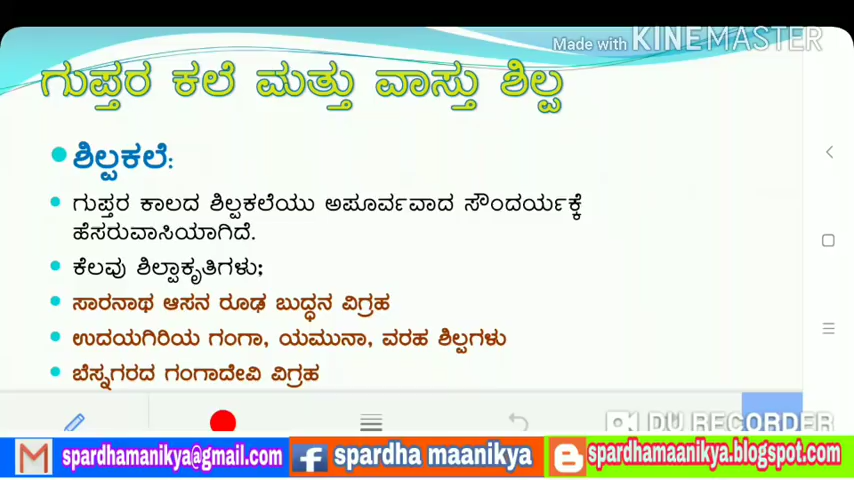 Made with KINEMASTER
ಗುಪ್ತರ ಕಲೆ ಮತ್ತು ವಾಸ್ತು ಶಿಲ್ಪ
ಶಿಲ್ಪಕಲೆ:
ಗುಪ್ತರ ಕಾಲದ ಶಿಲ್ಪಕಲೆಯು ಅಪೂರ್ವವಾದ ಸೌಂದರ್ಯಕ್ಕೆ
ಹೆಸರುವಾಸಿಯಾಗಿದೆ.
ಕೆಲವು ಶಿಲ್ಪಾಕೃತಿಗಳು;
ಸಾರನಾಥ ಆಸನ ರೂಢ ಬುದ್ಧನ ವಿಗ್ರಹ
ಉದಯಗಿರಿಯ ಗಂಗಾ, ಯಮುನಾ, ವರಹ ಶಿಲ್ಪಗಳು
ಬೆಸ್ನಗರದ ಗಂಗಾದೇವಿ ವಿಗ್ರಹ
DU RECORDER
spardhamanikya@gmail.com
spardha maanikya
spardhamaanikya.blogspot.com